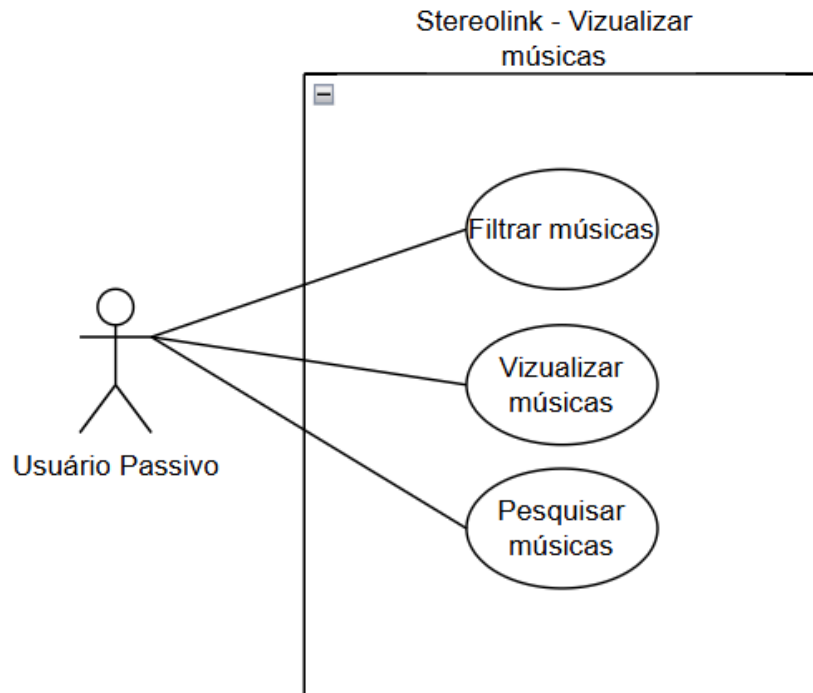 Stereolink - Vizualizar
músicas
Filtrar músicas
Vizualizar
músicas
Usuário Passivo
Pesquisar
músicas